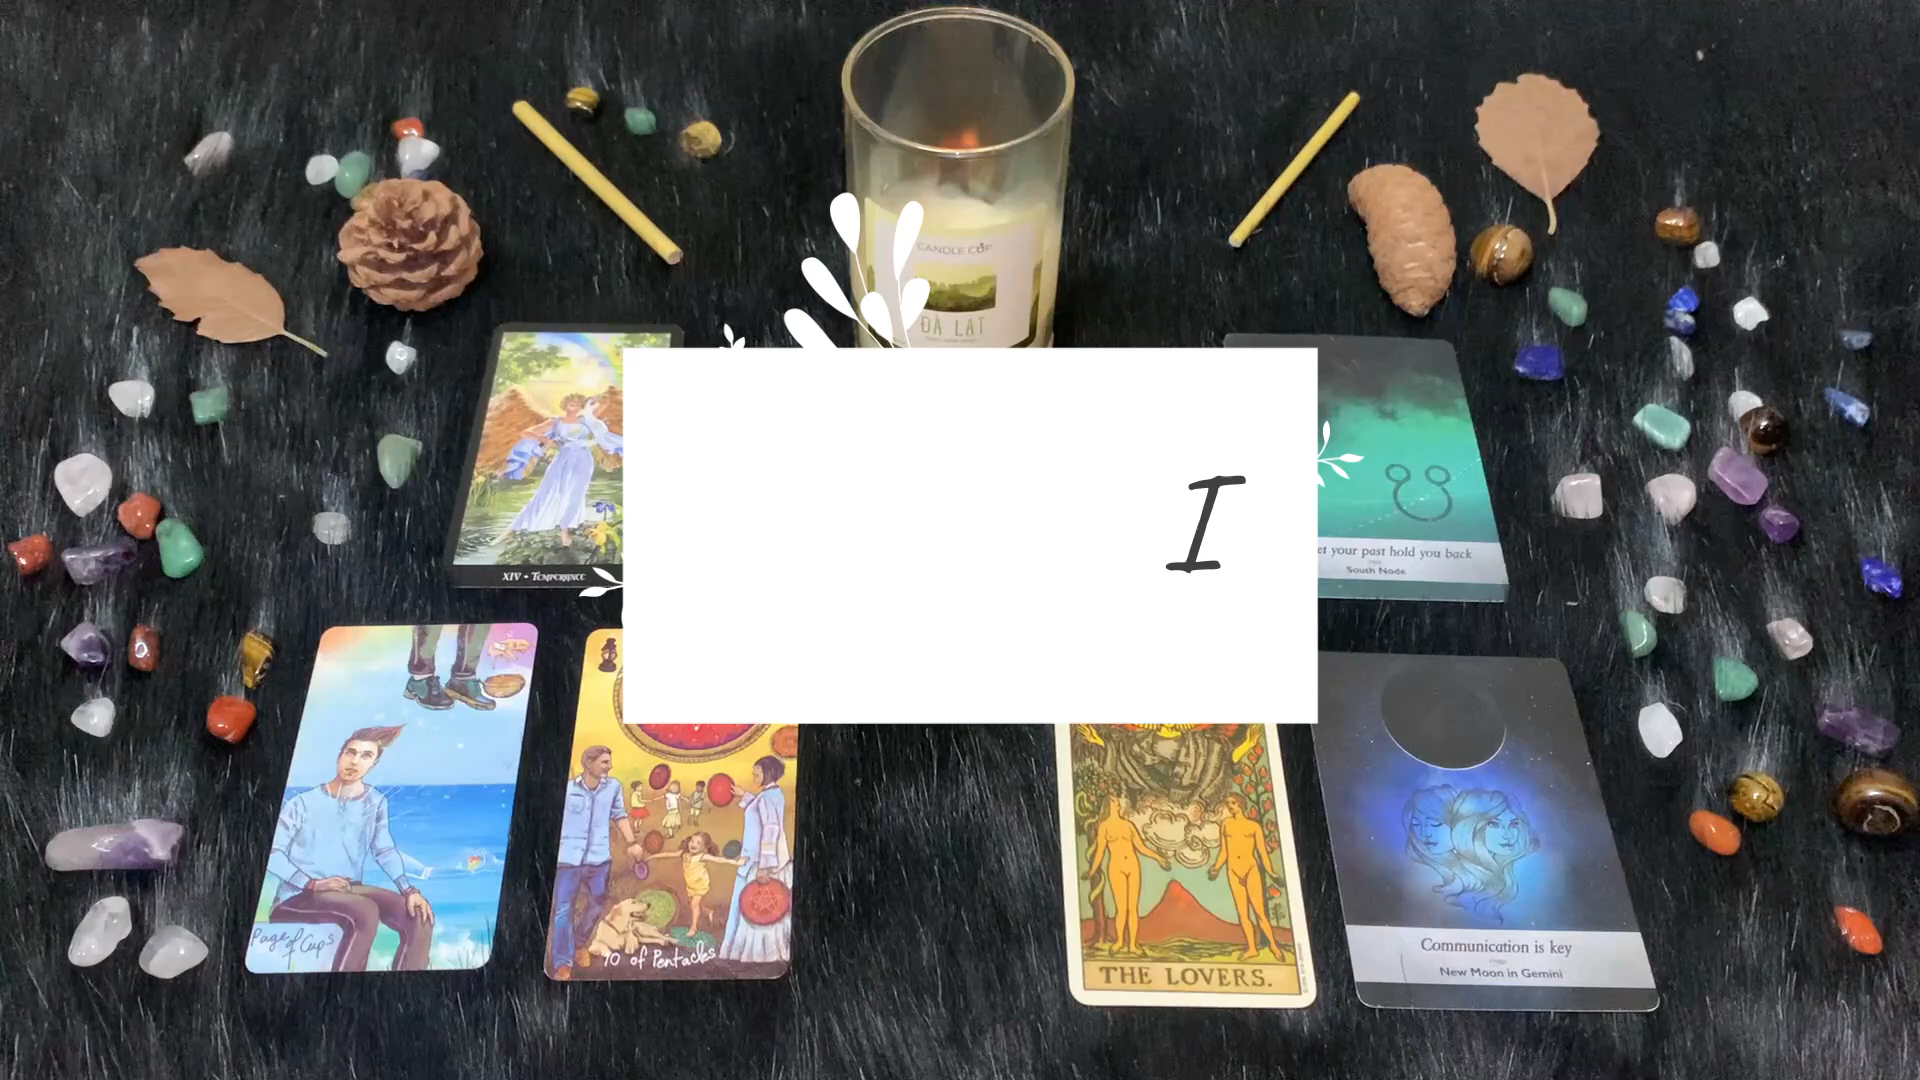 CANDLE CUP
ĐÀ LẠT
I
XIV • TEMPERANCE
et your past hold you back
South Node
Page of Cups
10 of Pentacles
THE LOVERS.
Communication is key
New Moon in Gemini